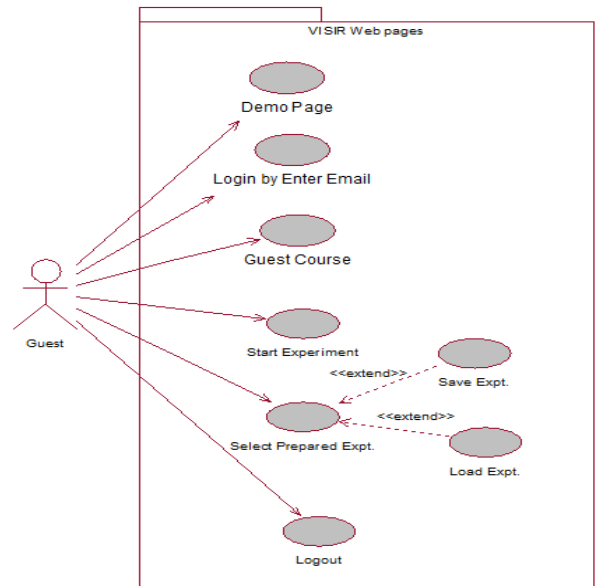 VISIR Web pages
Demo Page
Login by Enter Email
Guest Course
Guest
Start Experiment
<<extend>>
Save Expt.
<<extend>>
Select Prepared Expt.
Load Expt.
Logout